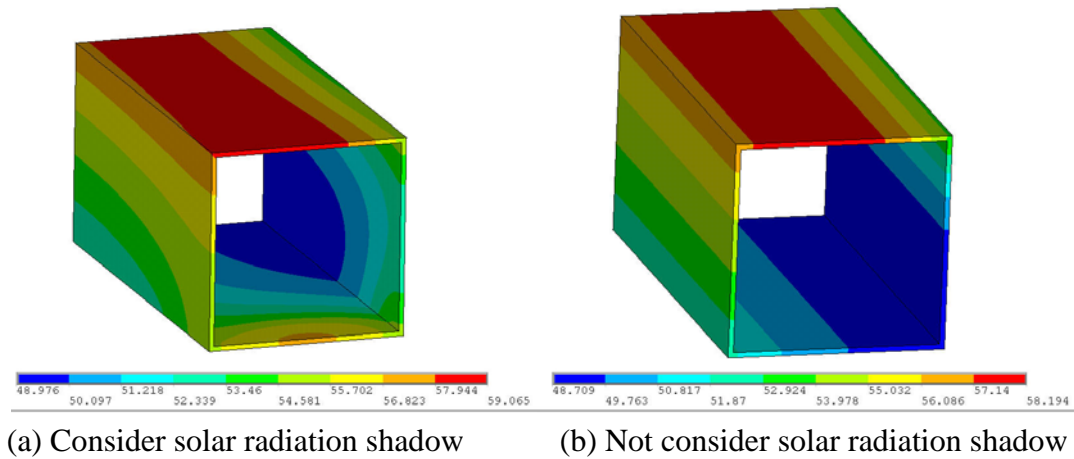 48.976 51.218 53.46 55.702 57.944
50.097 52.339 54.581 56.823 59.065
48.709 50.817 52.924 55.032 57.14
49.763 51.87 53.978 56.086 58.194
(a) Consider solar radiation shadow
(b) Not consider solar radiation shadow